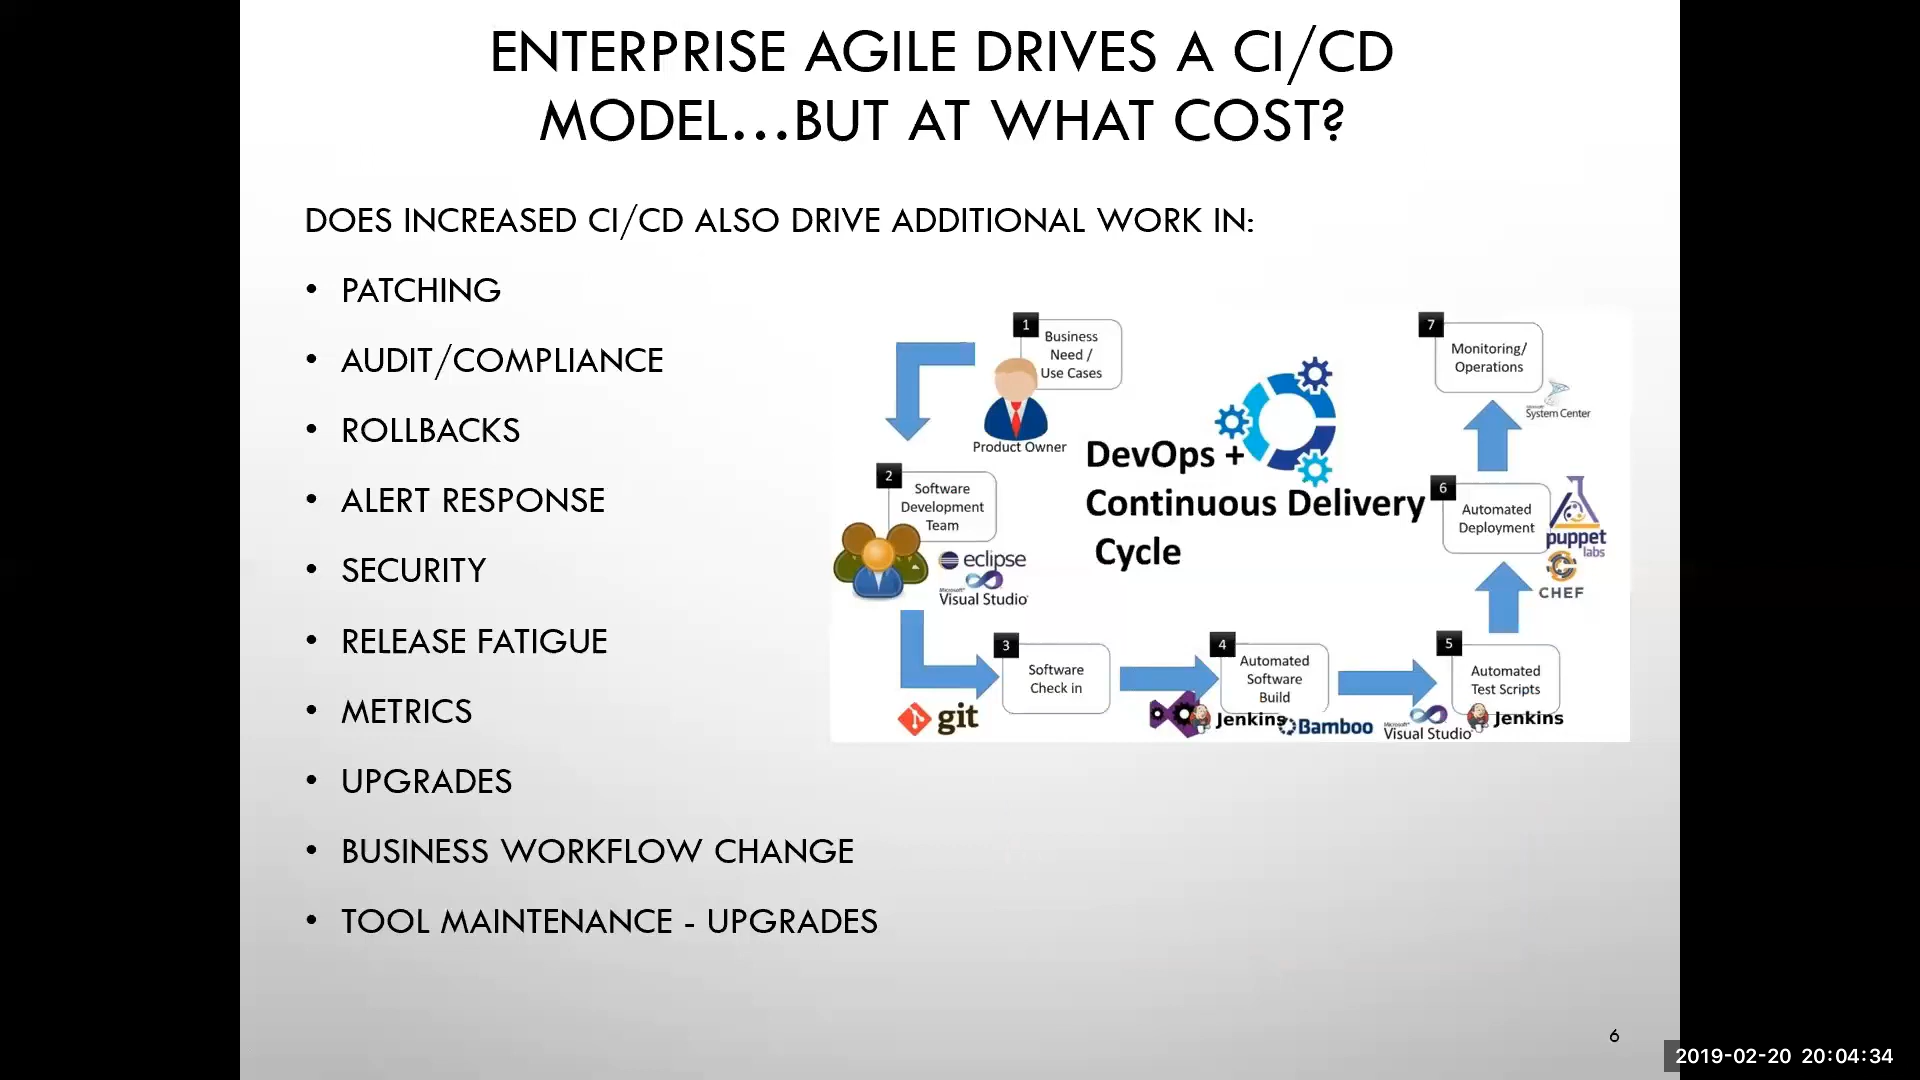 ENTERPRISE AGILE DRIVES A CI/CD
MODEL...BUT AT WHAT COST?
DOES INCREASED CI/CD ALSO DRIVE ADDITIONAL WORK IN:
• PATCHING
• AUDIT/COMPLIANCE
• ROLLBACKS
• ALERT RESPONSE
• SECURITY
• RELEASE FATIGUE
• METRICS
• UPGRADES
• BUSINESS WORKFLOW CHANGE
• TOOL MAINTENANCE - UPGRADES
DevOps +
Continuous Delivery
Cycle
1
Business
Need /
Use Cases
Product Owner
2
Software
Development
Team
eclipse
Microsoft
Visual Studio
3
Software
Check in
git
4
Automated
Software
Build
Jenkins
Bamboo
5
Automated
Test Scripts
Microsoft
Visual Studio
Jenkins
6
Automated
Deployment
puppet
labs
CHEF
7
Monitoring/
Operations
Microsoft
System Center
6
2019-02-20 20:04:34